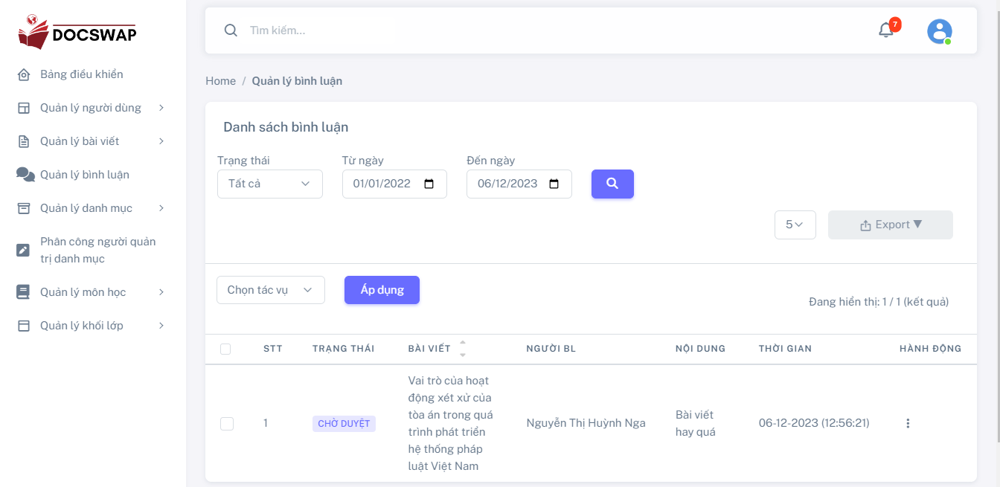 DOCSWAP
Bảng điều khiển
Quản lý người dùng
Quản lý bài viết
Quản lý bình luận
Quản lý danh mục
Phân công người quản
trị danh mục
Quản lý môn học
Quản lý khối lớp
Tìm kiếm...
7
Home / Quản lý bình luận
Danh sách bình luận
Trạng thái Từ ngày Đến ngày
Tất cả 01/01/2022 06/12/2023
5 Export ▼
Chọn tác vụ Áp dụng
Đang hiển thị: 1 / 1 (kết quả)
STT TRẠNG THÁI BÀI VIẾT NGƯỜI BL NỘI DUNG THỜI GIAN HÀNH ĐỘNG
Vai trò của hoạt
động xét xử của
tòa án trong quá
trình phát triển
hệ thống pháp
luật Việt Nam
1 CHỜ DUYỆT Nguyễn Thị Huỳnh Nga
Bài viết
hay quá
06-12-2023 (12:56:21)